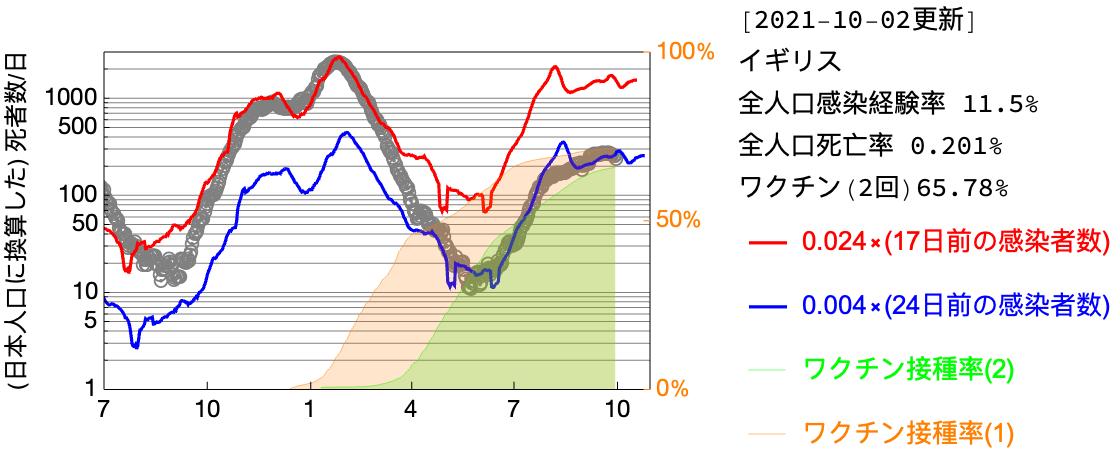 [2021-10-02更新]
イギリス
全人口感染経験率 11.5%
全人口死亡率 0.201%
ワクチン(2回)65.78%
0.024×(17日前の感染者数)
0.004×(24日前の感染者数)
ワクチン接種率(2)
ワクチン接種率(1)
(日本人口に換算した) 死者数/日
1000
500
100
50
10
5
1
100%
50%
0%
7 10 1 4 7 10